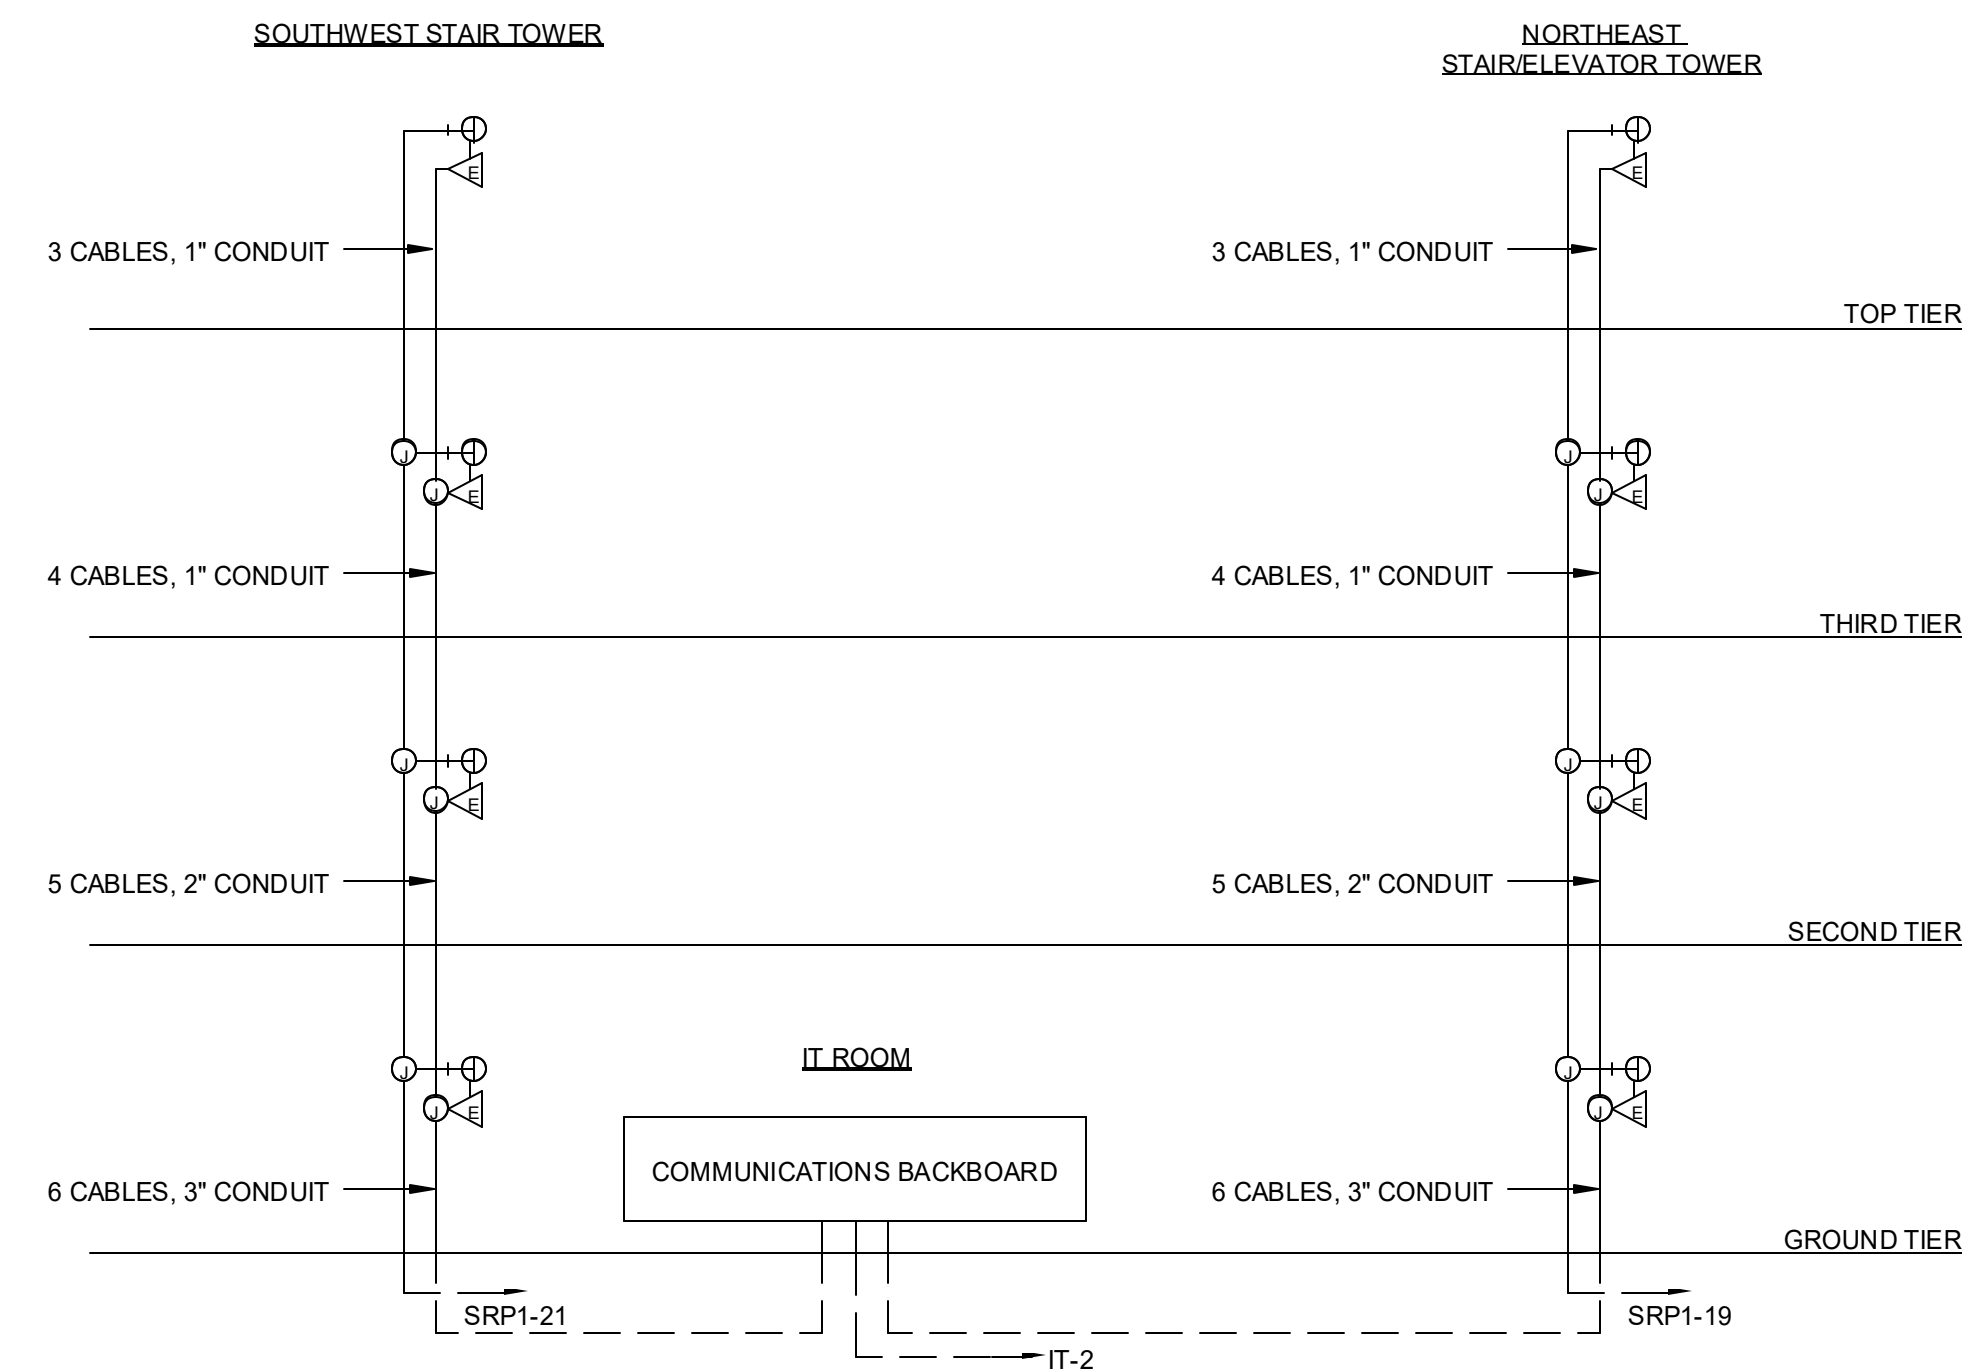 SOUTHWEST STAIR TOWER
NORTHEAST
STAIR/ELEVATOR TOWER
E
E
3 CABLES, 1" CONDUIT
3 CABLES, 1" CONDUIT
TOP TIER
J
J
J E
J E
4 CABLES, 1" CONDUIT
4 CABLES, 1" CONDUIT
THIRD TIER
J
J
J E
J E
5 CABLES, 2" CONDUIT
5 CABLES, 2" CONDUIT
SECOND TIER
IT ROOM
J
J
J E
J E
COMMUNICATIONS BACKBOARD
6 CABLES, 3" CONDUIT
6 CABLES, 3" CONDUIT
GROUND TIER
SRP1-21
SRP1-19
IT-2